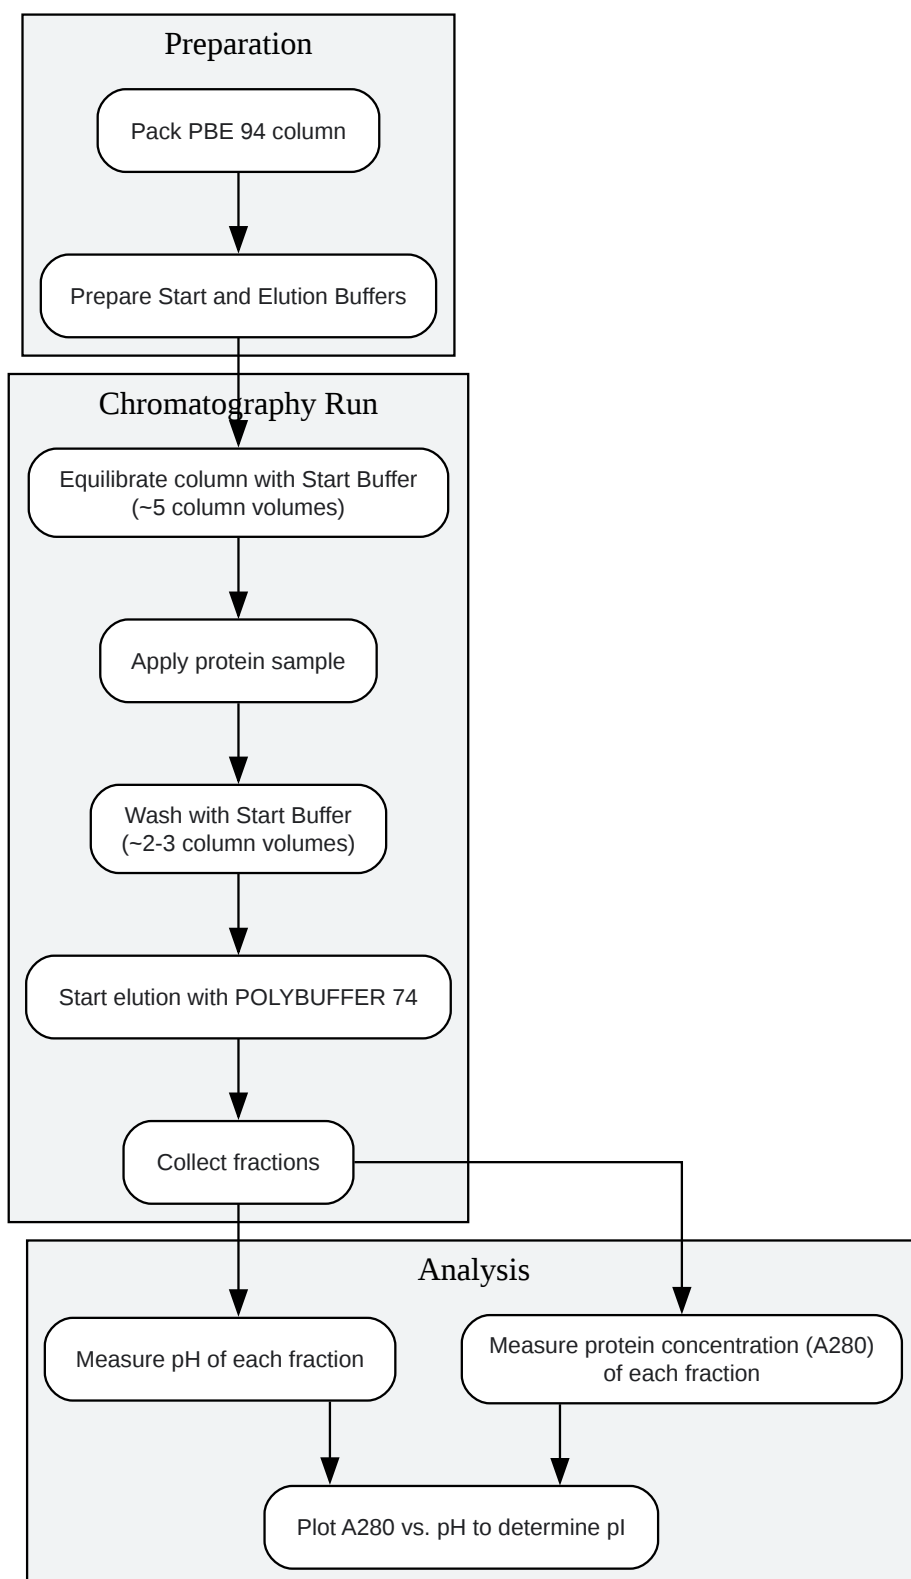 Preparation
Pack PBE 94 column
Prepare Start and Elution Buffers
Chromatography Run
Equilibrate column with Start Buffer
(~5 column volumes)
Apply protein sample
Wash with Start Buffer
(~2-3 column volumes)
Start elution with POLYBUFFER 74
Collect fractions
Analysis
Measure pH of each fraction
Measure protein concentration (A280)
of each fraction
Plot A280 vs. pH to determine pI